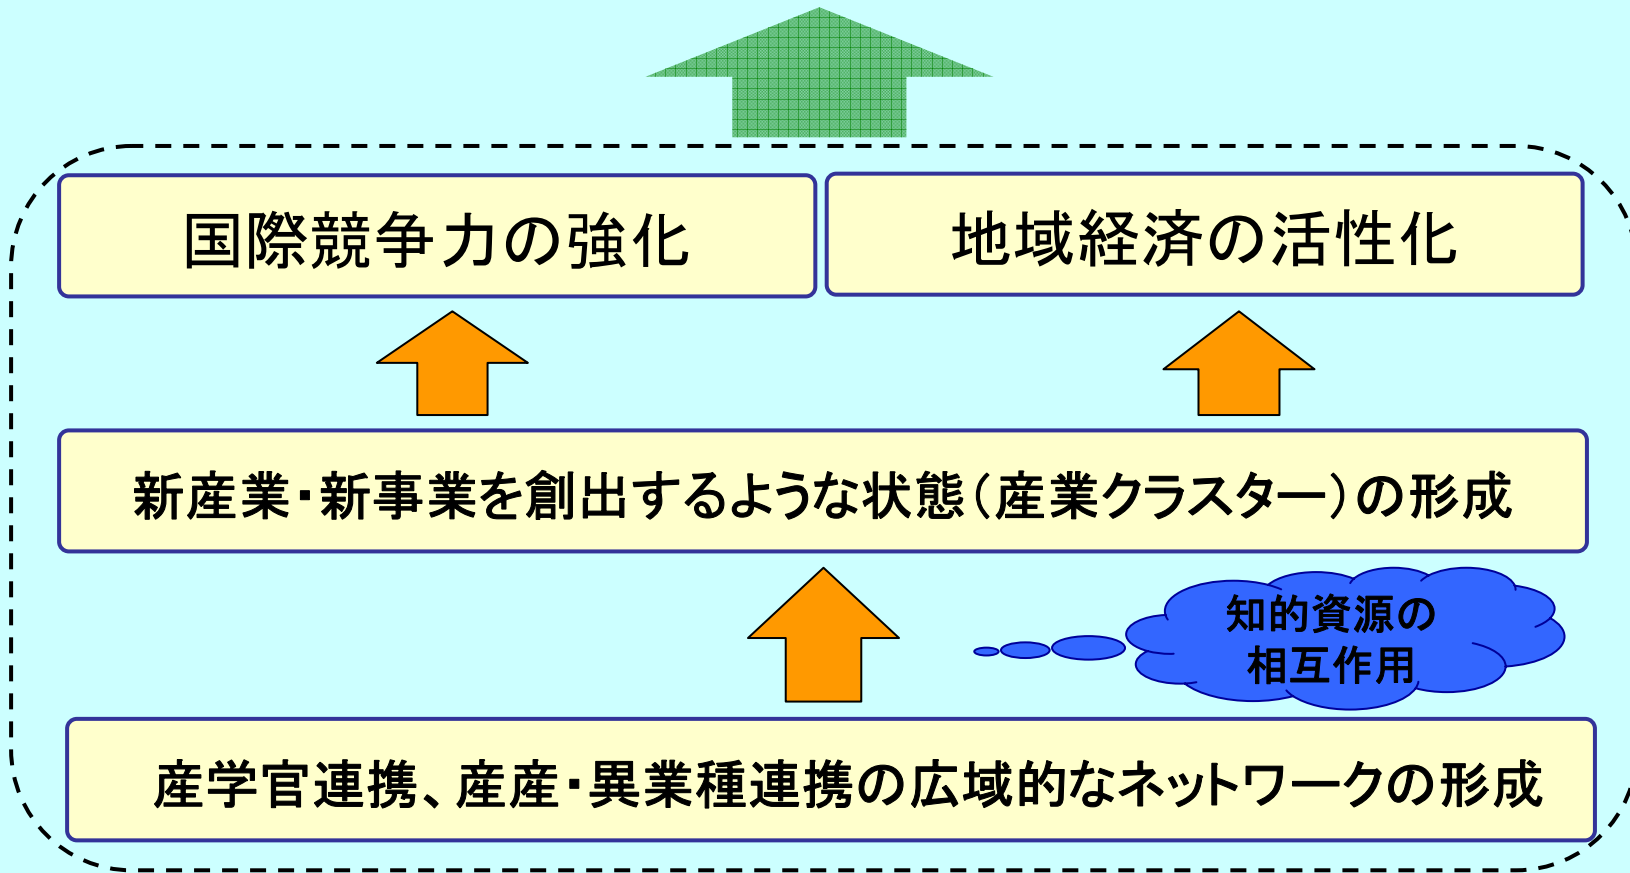 国際競争力の強化
地域経済の活性化
新産業・新事業を創出するような状態（産業クラスター）の形成
知的資源の
相互作用
産学官連携、産産・異業種連携の広域的なネットワークの形成